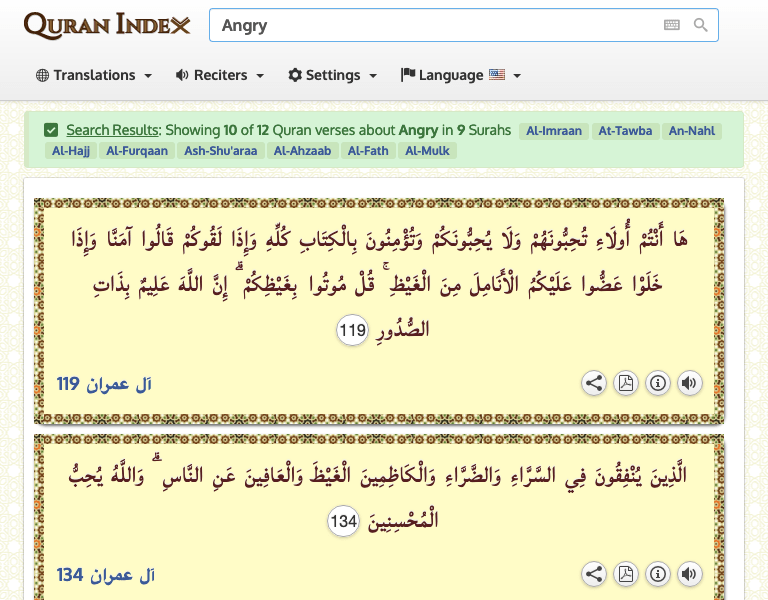 QURAN INDEX
Angry
Translations
Reciters
Settings
Language
Search Results: Showing 10 of 12 Quran verses about Angry in 9 Surahs Al-Imraan At-Tawba An-Nahl
Al-Hajj Al-Furqaan Ash-Shu'araa Al-Ahzaab Al-Fath Al-Mulk
هَا أَنْتُمْ أُولَاءِ تُحِبُّونَهُمْ وَلَا يُحِبُّونَكُمْ وَتُؤْمِنُونَ بِالْكِتَابِ كُلِّهِ وَإِذَا لَقُوكُمْ قَالُوا آمَنَّا وَإِذَا
خَلَوْا عَضُّوا عَلَيْكُمُ الْأَنَامِلَ مِنَ الْغَيْظِ ۚ قُلْ مُوتُوا بِغَيْظِكُمْ ۗ إِنَّ اللَّهَ عَلِيمٌ بِذَاتِ
الصُّدُورِ 119
آل عمران 119
الَّذِينَ يُنْفِقُونَ فِي السَّرَّاءِ وَالضَّرَّاءِ وَالْكَاظِمِينَ الْغَيْظَ وَالْعَافِينَ عَنِ النَّاسِ ۗ وَاللَّهُ يُحِبُّ
الْمُحْسِنِينَ 134
آل عمران 134